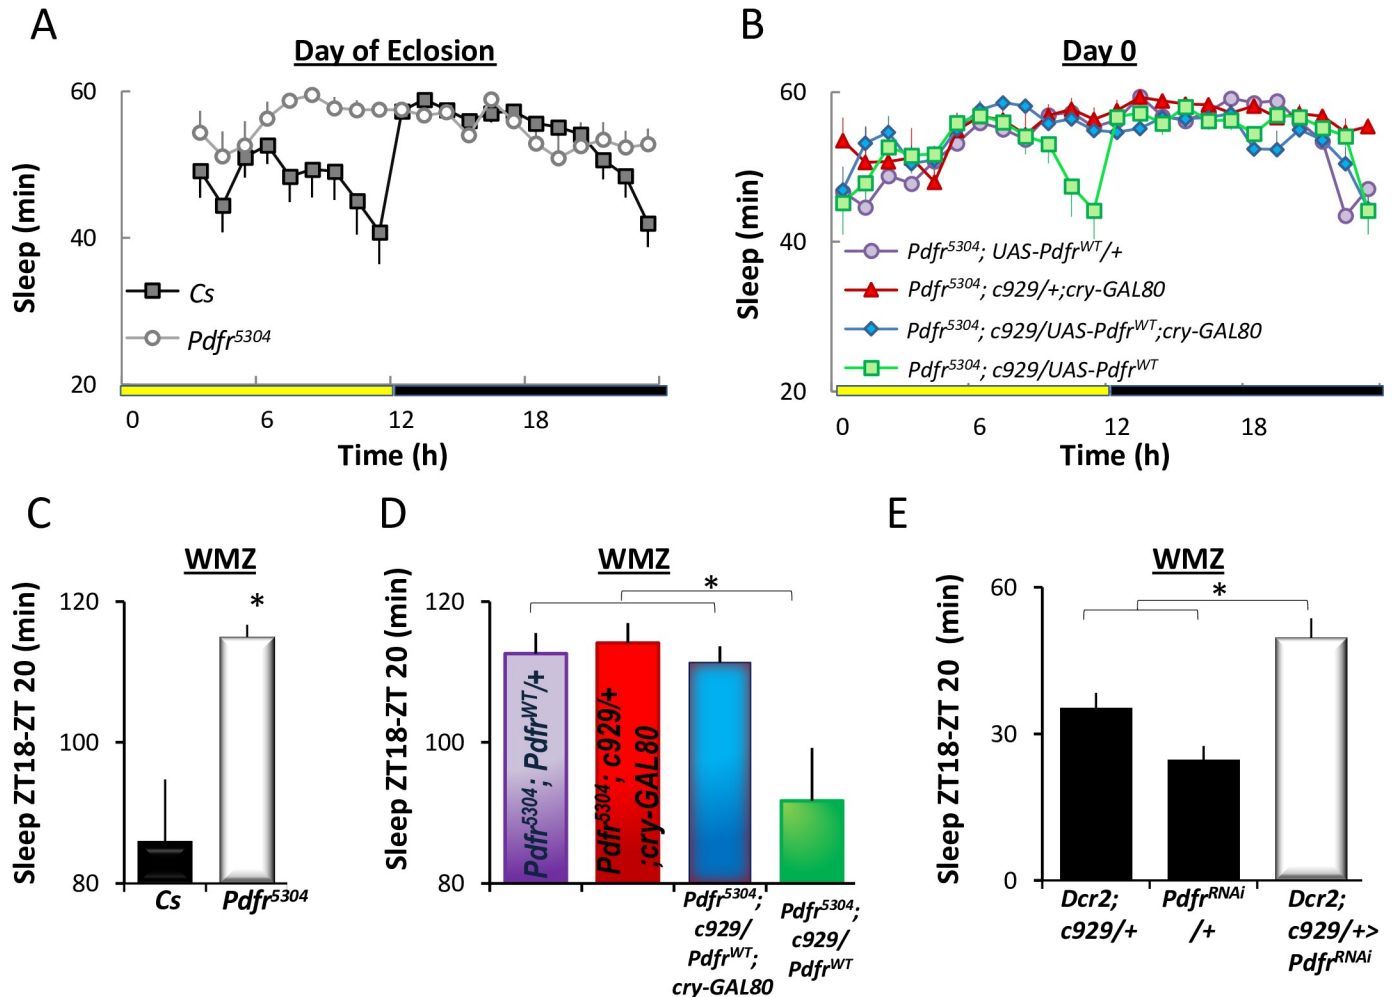 A
Day of Eclosion
Sleep (min)
60
40
20
Cs
Pdfr5304
0 6 12 18
Time (h)
B
Day 0
Sleep (min)
60
40
20
Pdfr5304; UAS-PdfrWT/+
Pdfr5304; c929/+;cry-GAL80
Pdfr5304; c929/UAS-PdfrWT;cry-GAL80
Pdfr5304; c929/UAS-PdfrWT
0 6 12 18
Time (h)
C
WMZ
Sleep ZT18-ZT 20 (min)
120
100
80
*
Cs
Pdfr5304
D
WMZ
Sleep ZT18-ZT 20 (min)
120
100
80
*
Pdfr5304; PdfrWT/+
Pdfr5304; c929/+
;cry-GAL80
Pdfr5304;
c929/
PdfrWT;
cry-GAL80
Pdfr5304;
c929/
PdfrWT
E
WMZ
Sleep ZT18-ZT 20 (min)
60
30
0
*
Dcr2;
c929/+
PdfrRNAi
/+
Dcr2;
c929/+>
PdfrRNAi